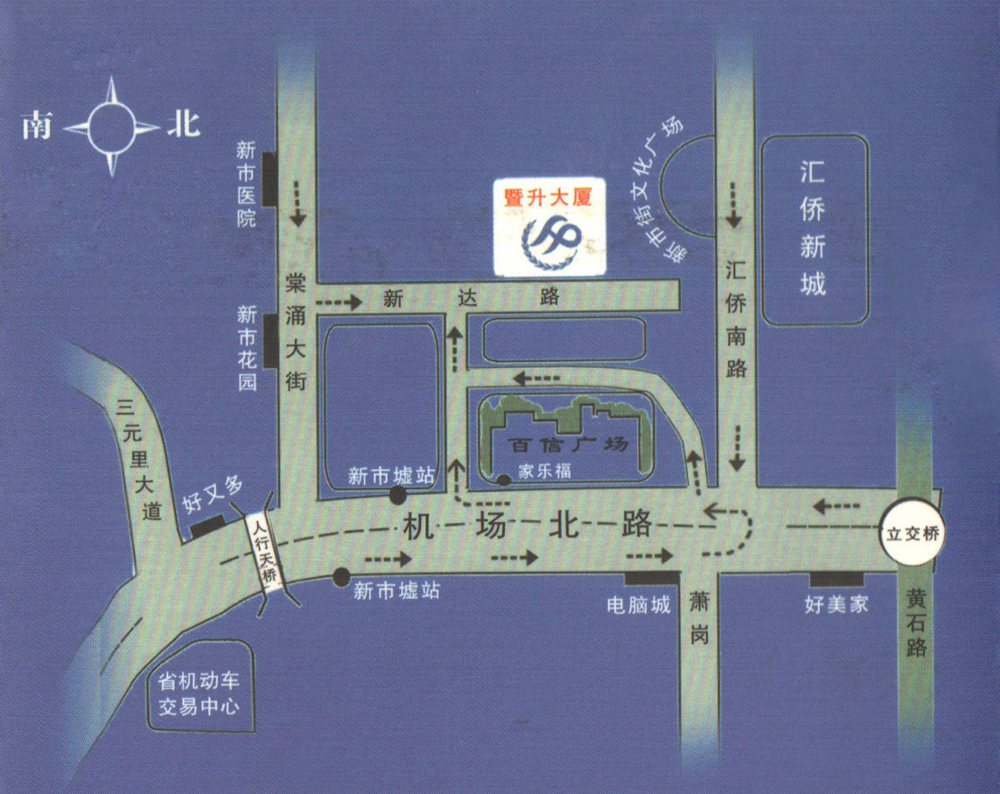 南
北
新市医院
暨升大厦
新市街文化广场
汇侨新城
棠涌大街
新达路
汇侨南路
新市花园
三元里大道
百信广场
家乐福
新市墟站
好又多
人行天桥
机场北路
立交桥
新市墟站
电脑城
萧岗
好美家
黄石路
省机动车
交易中心